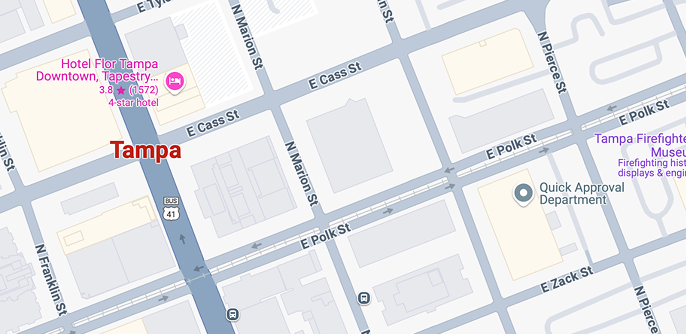 E Tyle
N Marion St
Hotel Flor Tampa
Downtown, Tapestry...
3.8 ★ (1572)
4-star hotel
E Cass St
N Pierce St
E Cass St
E Polk St
Tampa
N Marion St
E Polk St
Tampa Firefighte
Museu
Firefighting hist
displays & engin
Quick Approval
Department
BUS
41
E Polk St
N Franklin St
E Zack St
N Pierc